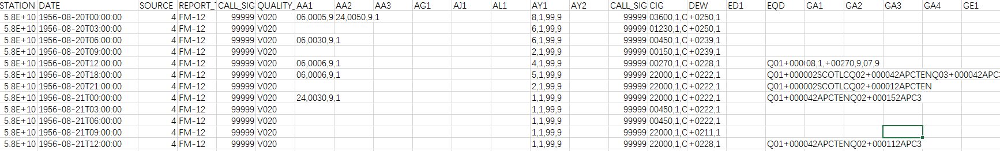 STATION DATE SOURCE REPORT_T CALL_SIG QUALITY_ AA1 AA2 AA3 AG1 AJ1 AL1 AY1 AY2 CALL_SIG CIG DEW ED1 EQD GA1 GA2 GA3 GA4 GE1
5.8E+10 1956-08-20T00:00:00 4 FM-12 99999 V020 06,0005,9 24,0050,9,1 8,1,99,9 99999 03600,1,C +0250,1
5.8E+10 1956-08-20T03:00:00 4 FM-12 99999 V020 6,1,99,9 99999 01230,1,C +0250,1
5.8E+10 1956-08-20T06:00:00 4 FM-12 99999 V020 06,0030,9,1 6,1,99,9 99999 00450,1,C +0239,1
5.8E+10 1956-08-20T09:00:00 4 FM-12 99999 V020 2,1,99,9 99999 00150,1,C +0239,1
5.8E+10 1956-08-20T12:00:00 4 FM-12 99999 V020 06,0006,9,1 4,1,99,9 99999 00270,1,C +0228,1 Q01+000 08,1,+00270,9,07,9
5.8E+10 1956-08-20T18:00:00 4 FM-12 99999 V020 06,0006,9,1 5,1,99,9 99999 22000,1,C +0222,1 Q01+000002SCOTLCQ02+000042APCTENQ03+000042APC3
5.8E+10 1956-08-20T21:00:00 4 FM-12 99999 V020 2,1,99,9 99999 22000,1,C +0222,1 Q01+000002SCOTLCQ02+000012APCTEN
5.8E+10 1956-08-21T00:00:00 4 FM-12 99999 V020 24,0030,9,1 1,1,99,9 99999 22000,1,C +0222,1 Q01+000042APCTENQ02+000152APC3
5.8E+10 1956-08-21T03:00:00 4 FM-12 99999 V020 1,1,99,9 99999 00450,1,C +0222,1
5.8E+10 1956-08-21T06:00:00 4 FM-12 99999 V020 1,1,99,9 99999 00450,1,C +0222,1
5.8E+10 1956-08-21T09:00:00 4 FM-12 99999 V020 1,1,99,9 99999 22000,1,C +0211,1
5.8E+10 1956-08-21T12:00:00 4 FM-12 99999 V020 1,1,99,9 99999 22000,1,C +0228,1 Q01+000042APCTENQ02+000112APC3